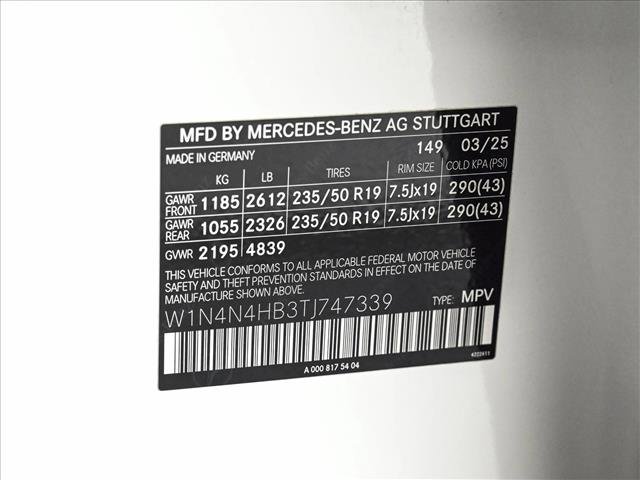 MFD BY MERCEDES-BENZ AG STUTTGART
MADE IN GERMANY 149 03/25
KG LB TIRES RIM SIZE COLD KPA (PSI)
GAWR FRONT 1185 2612 235/50 R19 7.5Jx19 290(43)
GAWR REAR 1055 2326 235/50 R19 7.5Jx19 290(43)
GVWR 2195 4839
THIS VEHICLE CONFORMS TO ALL APPLICABLE FEDERAL MOTOR VEHICLE
SAFETY AND THEFT PREVENTION STANDARDS IN EFFECT ON THE DATE OF
MANUFACTURE SHOWN ABOVE.
W1N4N4HB3TJ747339 TYPE: MPV
A 000 817 54 04